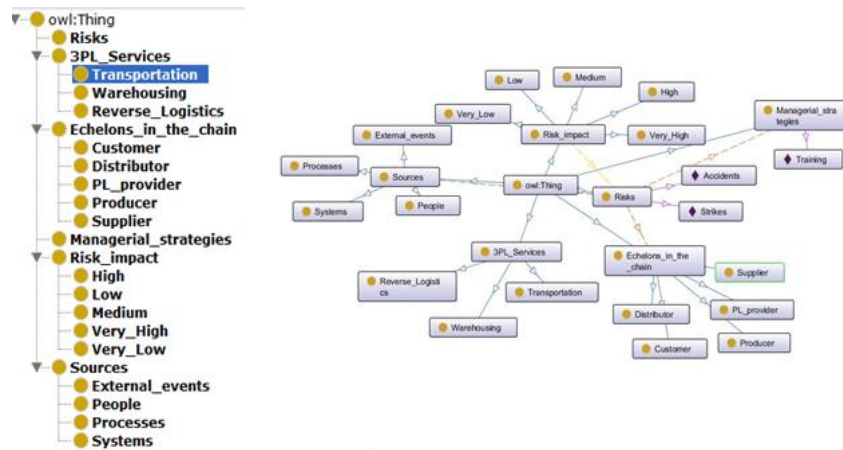 owl:Thing
Risks
3PL_Services
Transportation
Warehousing
Reverse_Logistics
Echelons_in_the_chain
Customer
Distributor
PL_provider
Producer
Supplier
Managerial_strategies
Risk_impact
High
Low
Medium
Very_High
Very_Low
Sources
External_events
People
Processes
Systems
Low
Medium
High
Very_Low
Managerial_stra
tegies
External_events
Risk_impact
Very_High
Training
Processes
Sources
Accidents
owl:Thing
Risks
Systems
People
Strikes
3PL_Services
Echelons_in_the
_chain
Supplier
Reverse_Logisti
cs
Transportation
PL_provider
Distributor
Warehousing
Customer
Producer